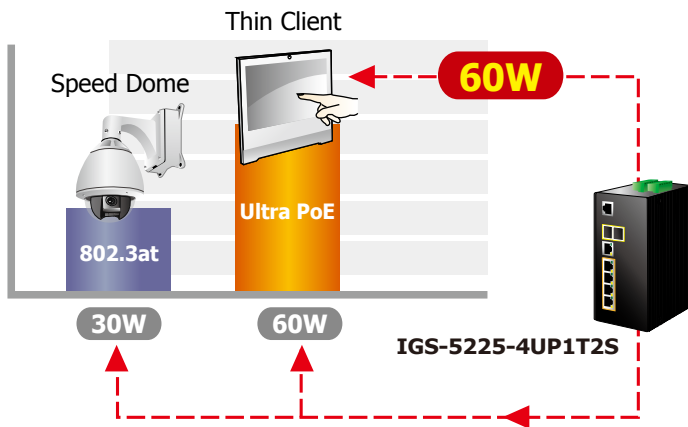 Thin Client
60W
Speed Dome
Ultra PoE
802.3at
30W
60W
IGS-5225-4UP1T2S